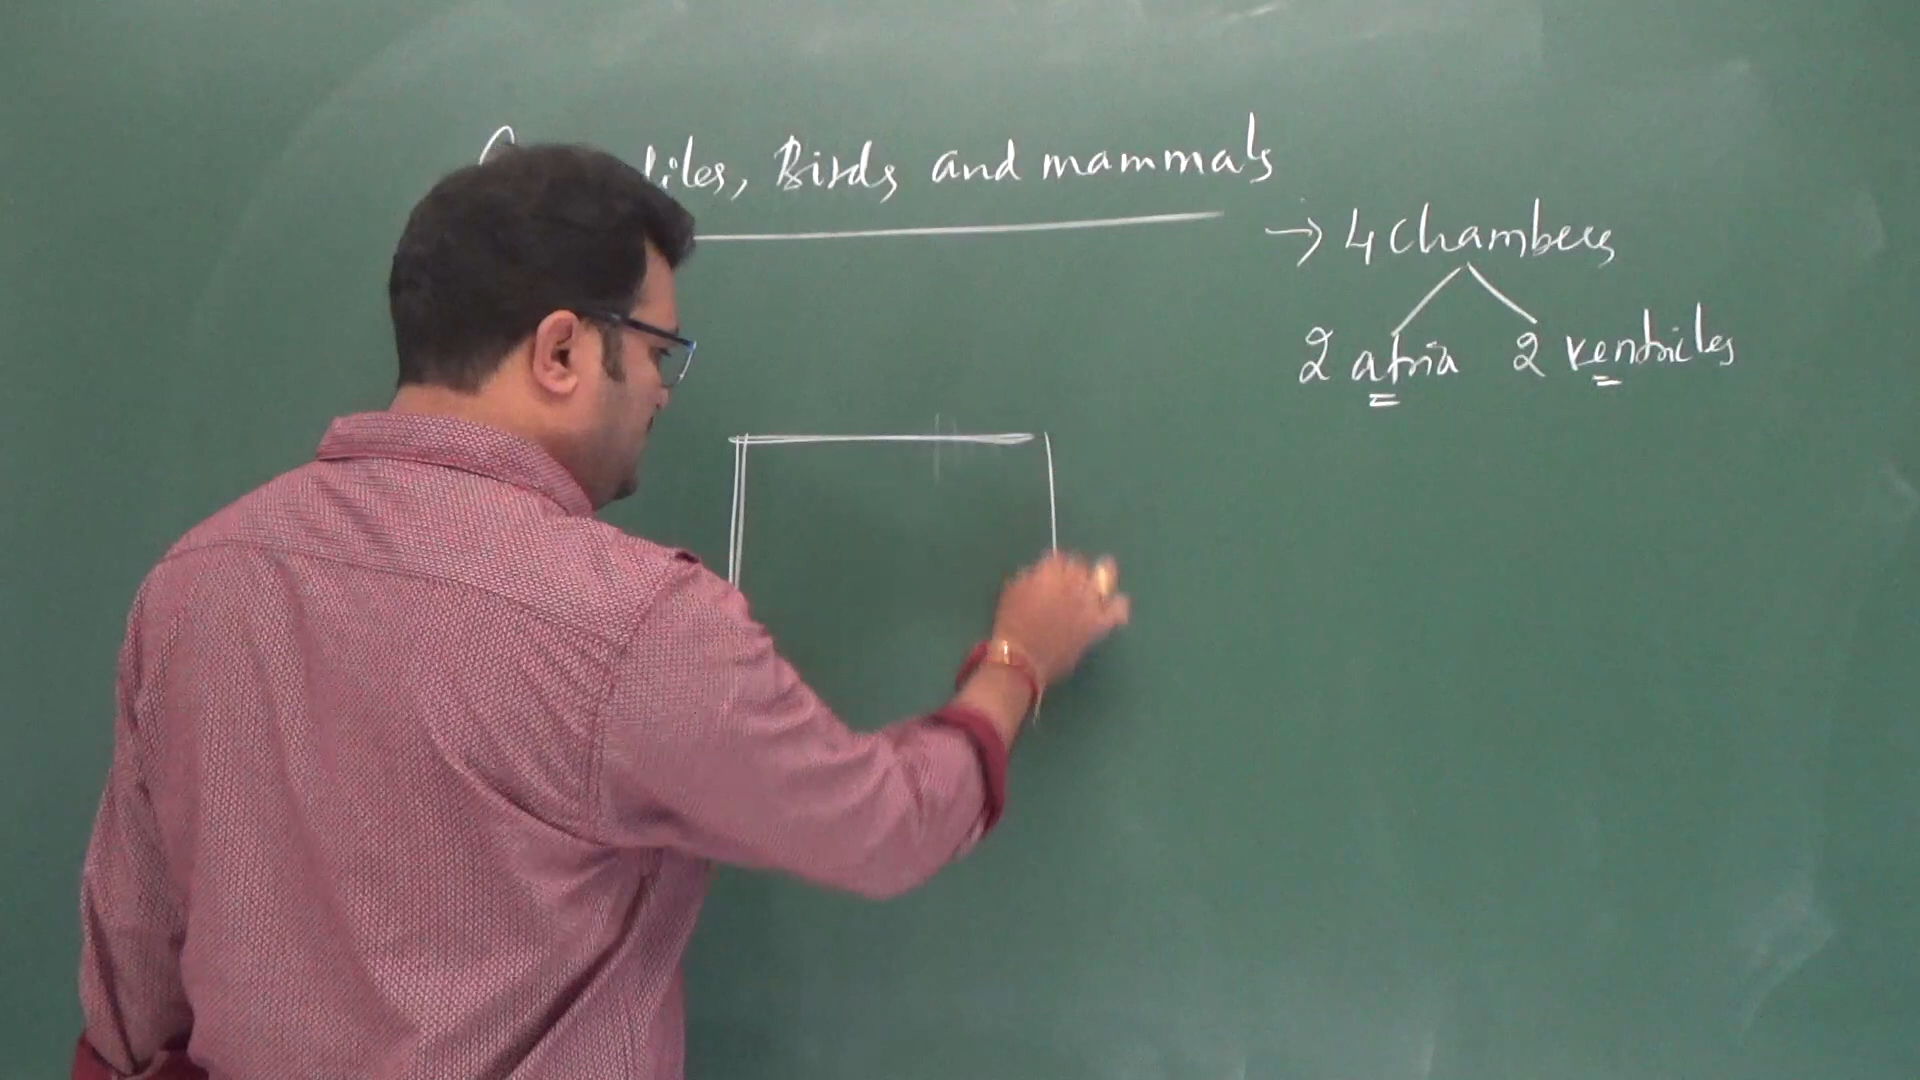 Birds and mammals
→ 4 chambers
2 atria 2 ventricles